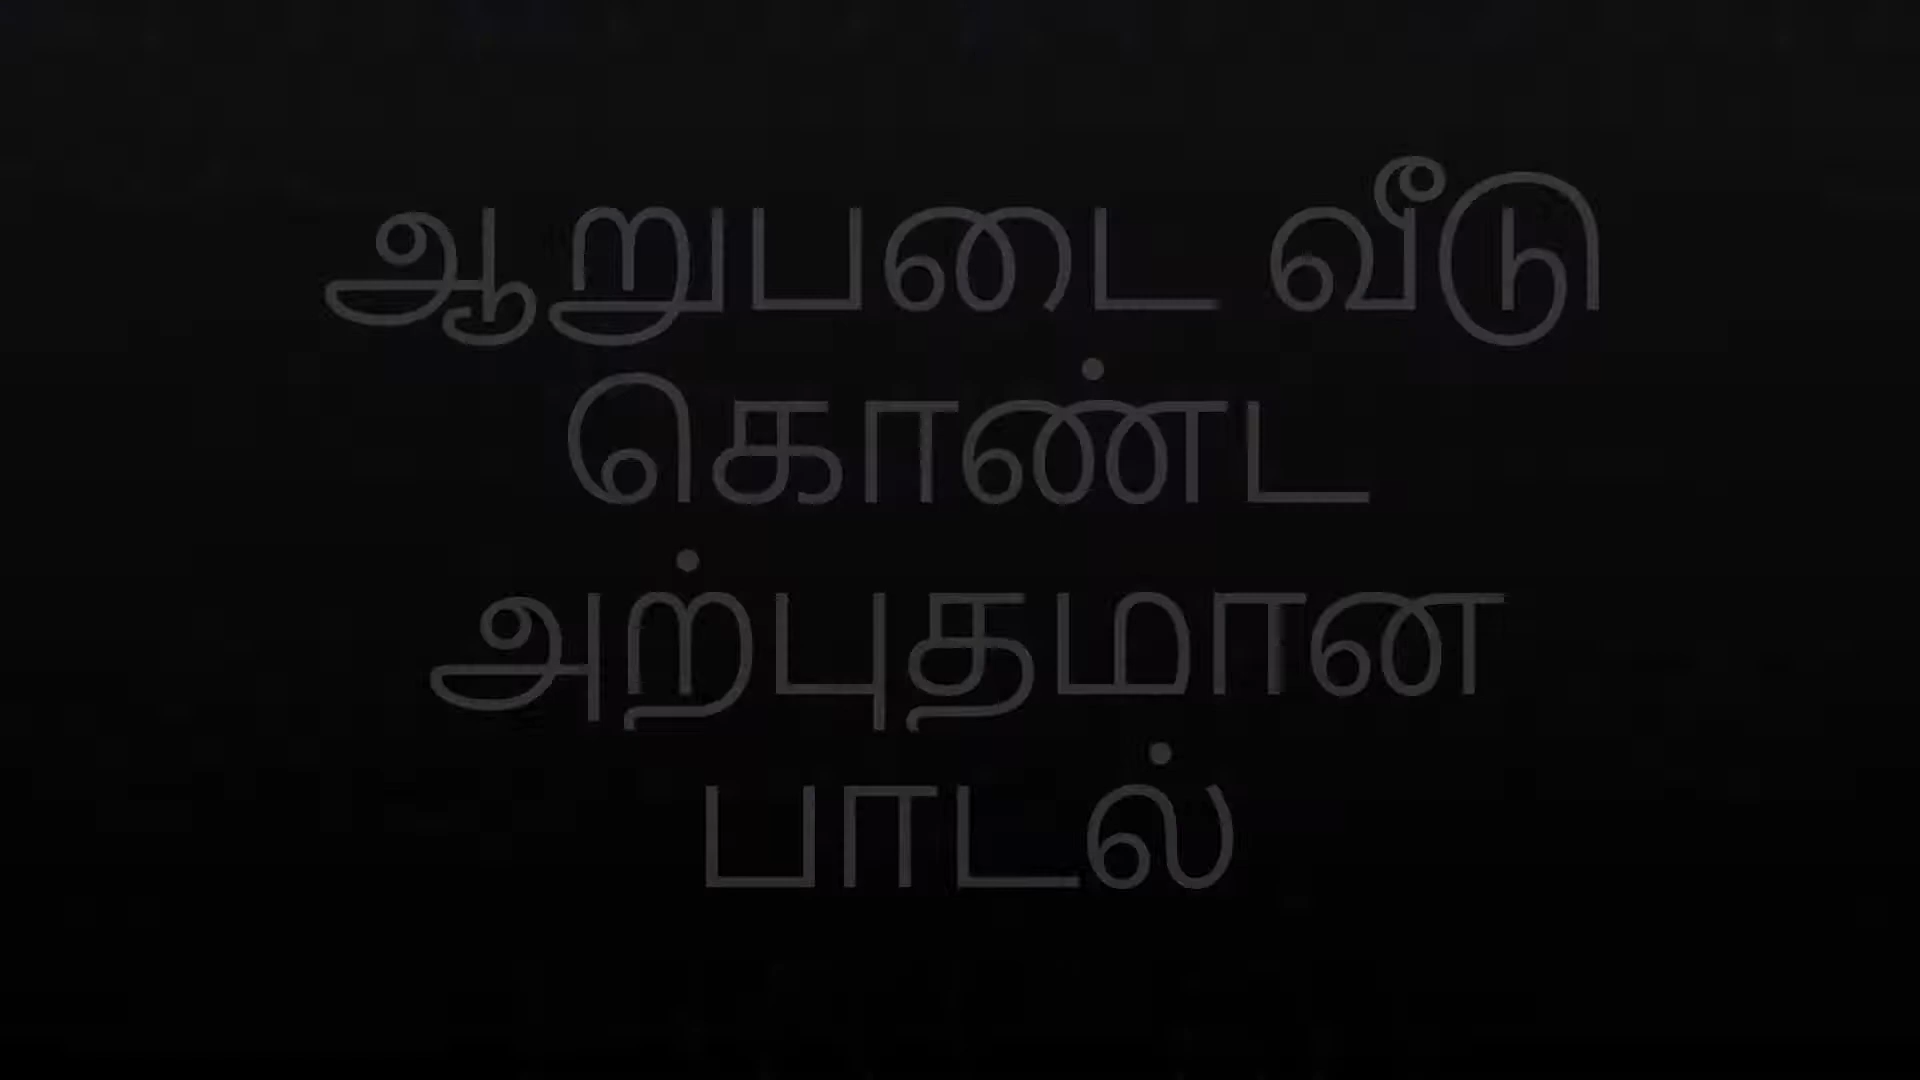 ஆறுபடை வீடு
கொண்ட
அற்புதமான
பாடல்